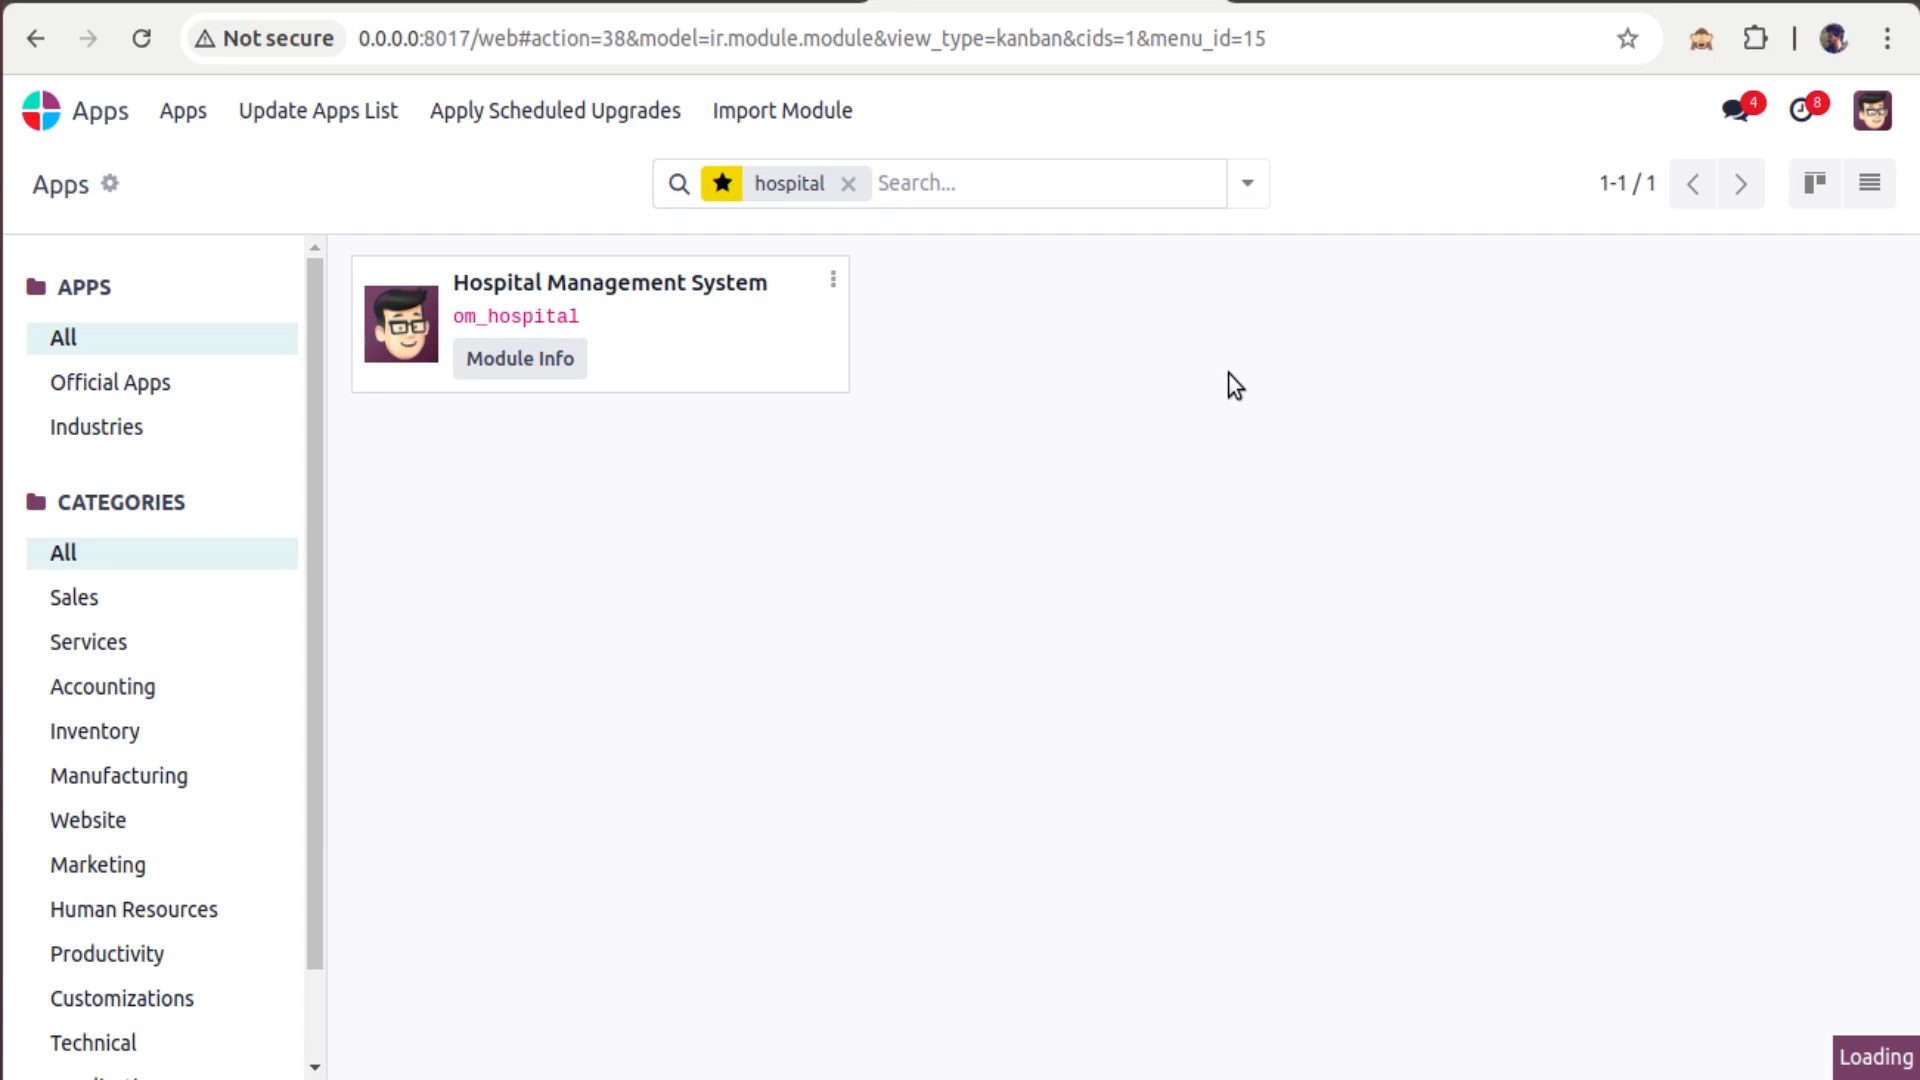 Not secure
0.0.0.0:8017/web#action=38&model=ir.module.module&view_type=kanban&cids=1&menu_id=15
Apps
Apps
Update Apps List
Apply Scheduled Upgrades
Import Module
4
8
Apps
hospital
Search...
1-1 / 1
APPS
All
Official Apps
Industries
CATEGORIES
All
Sales
Services
Accounting
Inventory
Manufacturing
Website
Marketing
Human Resources
Productivity
Customizations
Technical
Hospital Management System
om_hospital
Module Info
Loading